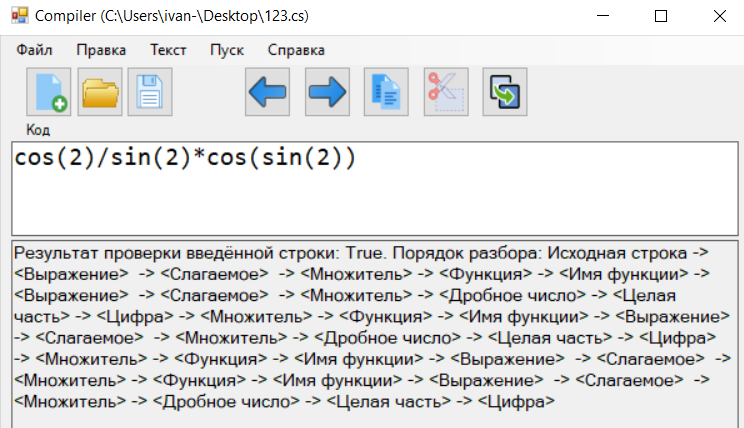 Compiler (C:\Users\ivan-\Desktop\123.cs)
Файл Правка Текст Пуск Справка
Код
cos(2)/sin(2)*cos(sin(2))
Результат проверки введённой строки: True. Порядок разбора: Исходная строка ->
<Выражение>  -> <Слагаемое>  -> <Множитель> -> <Функция> -> <Имя функции> ->
<Выражение>  -> <Слагаемое>  -> <Множитель> -> <Дробное число> -> <Целая
часть> -> <Цифра> -> <Множитель> -> <Функция> -> <Имя функции> -> <Выражение>
-> <Слагаемое>  -> <Множитель> -> <Дробное число> -> <Целая часть> -> <Цифра>
-> <Множитель> -> <Функция> -> <Имя функции> -> <Выражение>  -> <Слагаемое>  ->
<Множитель> -> <Функция> -> <Имя функции> -> <Выражение>  -> <Слагаемое>  ->
<Множитель> -> <Дробное число> -> <Целая часть> -> <Цифра>